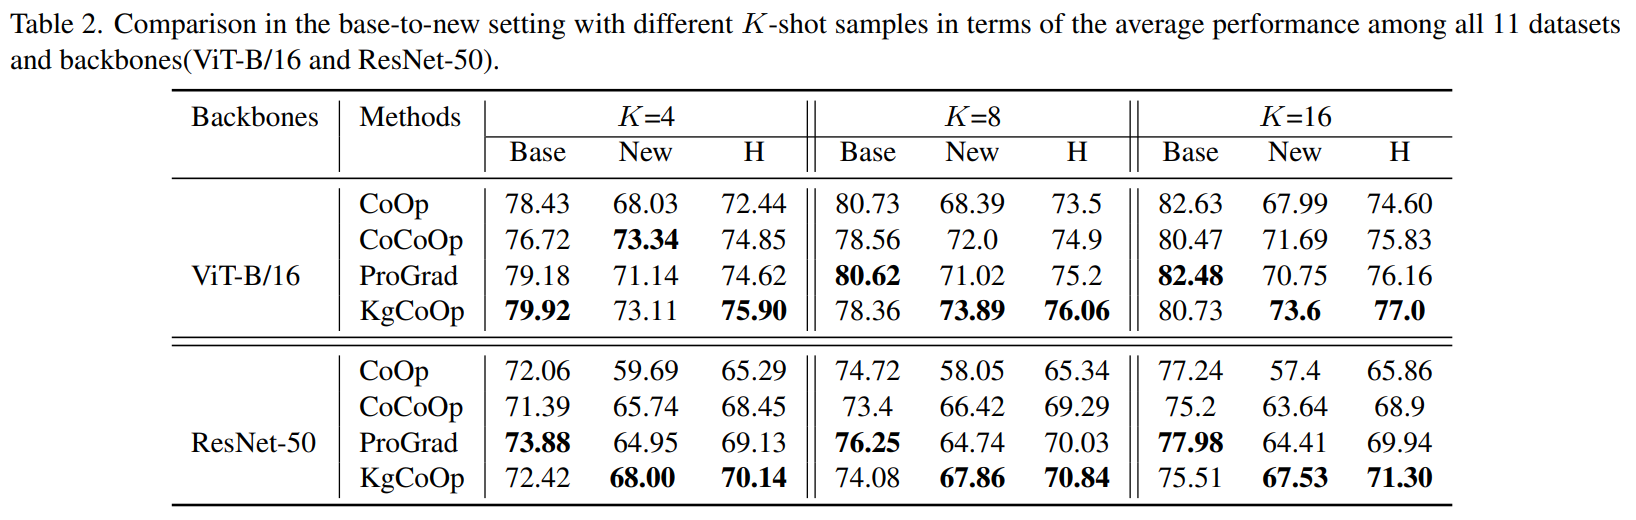 Table 2. Comparison in the base-to-new setting with different K-shot samples in terms of the average performance among all 11 datasets
and backbones(ViT-B/16 and ResNet-50).
Backbones Methods K=4 K=8 K=16
Base New H Base New H Base New H
CoOp 78.43 68.03 72.44 80.73 68.39 73.5 82.63 67.99 74.60
CoCoOp 76.72 73.34 74.85 78.56 72.0 74.9 80.47 71.69 75.83
ViT-B/16 ProGrad 79.18 71.14 74.62 80.62 71.02 75.2 82.48 70.75 76.16
KgCoOp 79.92 73.11 75.90 78.36 73.89 76.06 80.73 73.6 77.0
CoOp 72.06 59.69 65.29 74.72 58.05 65.34 77.24 57.4 65.86
CoCoOp 71.39 65.74 68.45 73.4 66.42 69.29 75.2 63.64 68.9
ResNet-50 ProGrad 73.88 64.95 69.13 76.25 64.74 70.03 77.98 64.41 69.94
KgCoOp 72.42 68.00 70.14 74.08 67.86 70.84 75.51 67.53 71.30